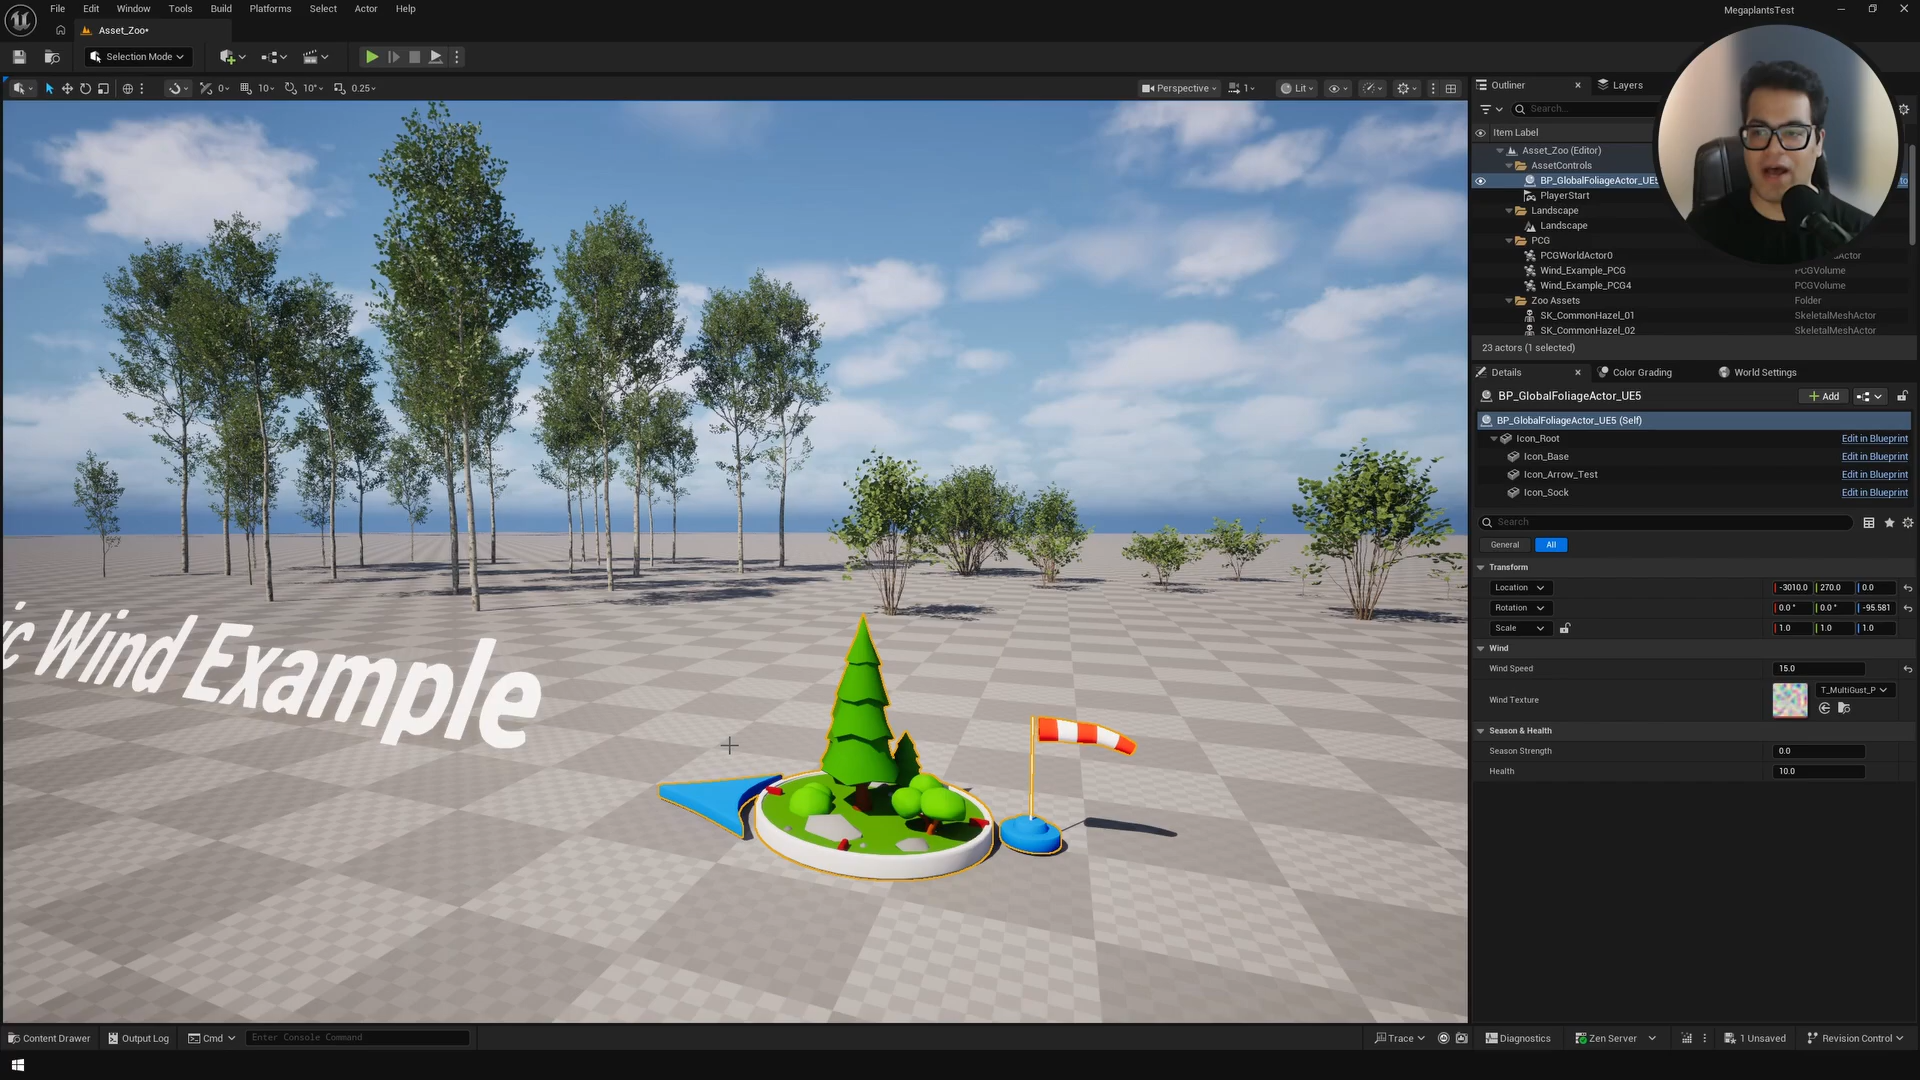 File Edit Window Tools Build Platforms Select Actor Help
MegaplantsTest
Asset_Zoo•
Selection Mode
0 10 10° 0.25
Perspective 1 Lit
Outliner Layers
Search...
Item Label
Asset_Zoo (Editor)
AssetControls
BP_GlobalFoliageActor_UE5
PlayerStart
Landscape
Landscape
PCG
PCGWorldActor0
Wind_Example_PCG PCGVolume
Wind_Example_PCG4 PCGVolume
Zoo Assets Folder
SK_CommonHazel_01 SkeletalMeshActor
SK_CommonHazel_02 SkeletalMeshActor
23 actors (1 selected)
Details Color Grading World Settings
BP_GlobalFoliageActor_UE5 Add
BP_GlobalFoliageActor_UE5 (Self)
Icon_Root Edit in Blueprint
Icon_Base Edit in Blueprint
Icon_Arrow_Test Edit in Blueprint
Icon_Sock Edit in Blueprint
Search
General All
Transform
Location -3010.0 270.0 0.0
Rotation 0.0 ° 0.0 ° -95.581
Scale 1.0 1.0 1.0
Wind
Wind Speed 15.0
Wind Texture T_MultiGust_P
Season & Health
Season Strength 0.0
Health 10.0
ic Wind Example
Content Drawer Output Log Cmd Enter Console Command Trace Diagnostics Zen Server 1 Unsaved Revision Control